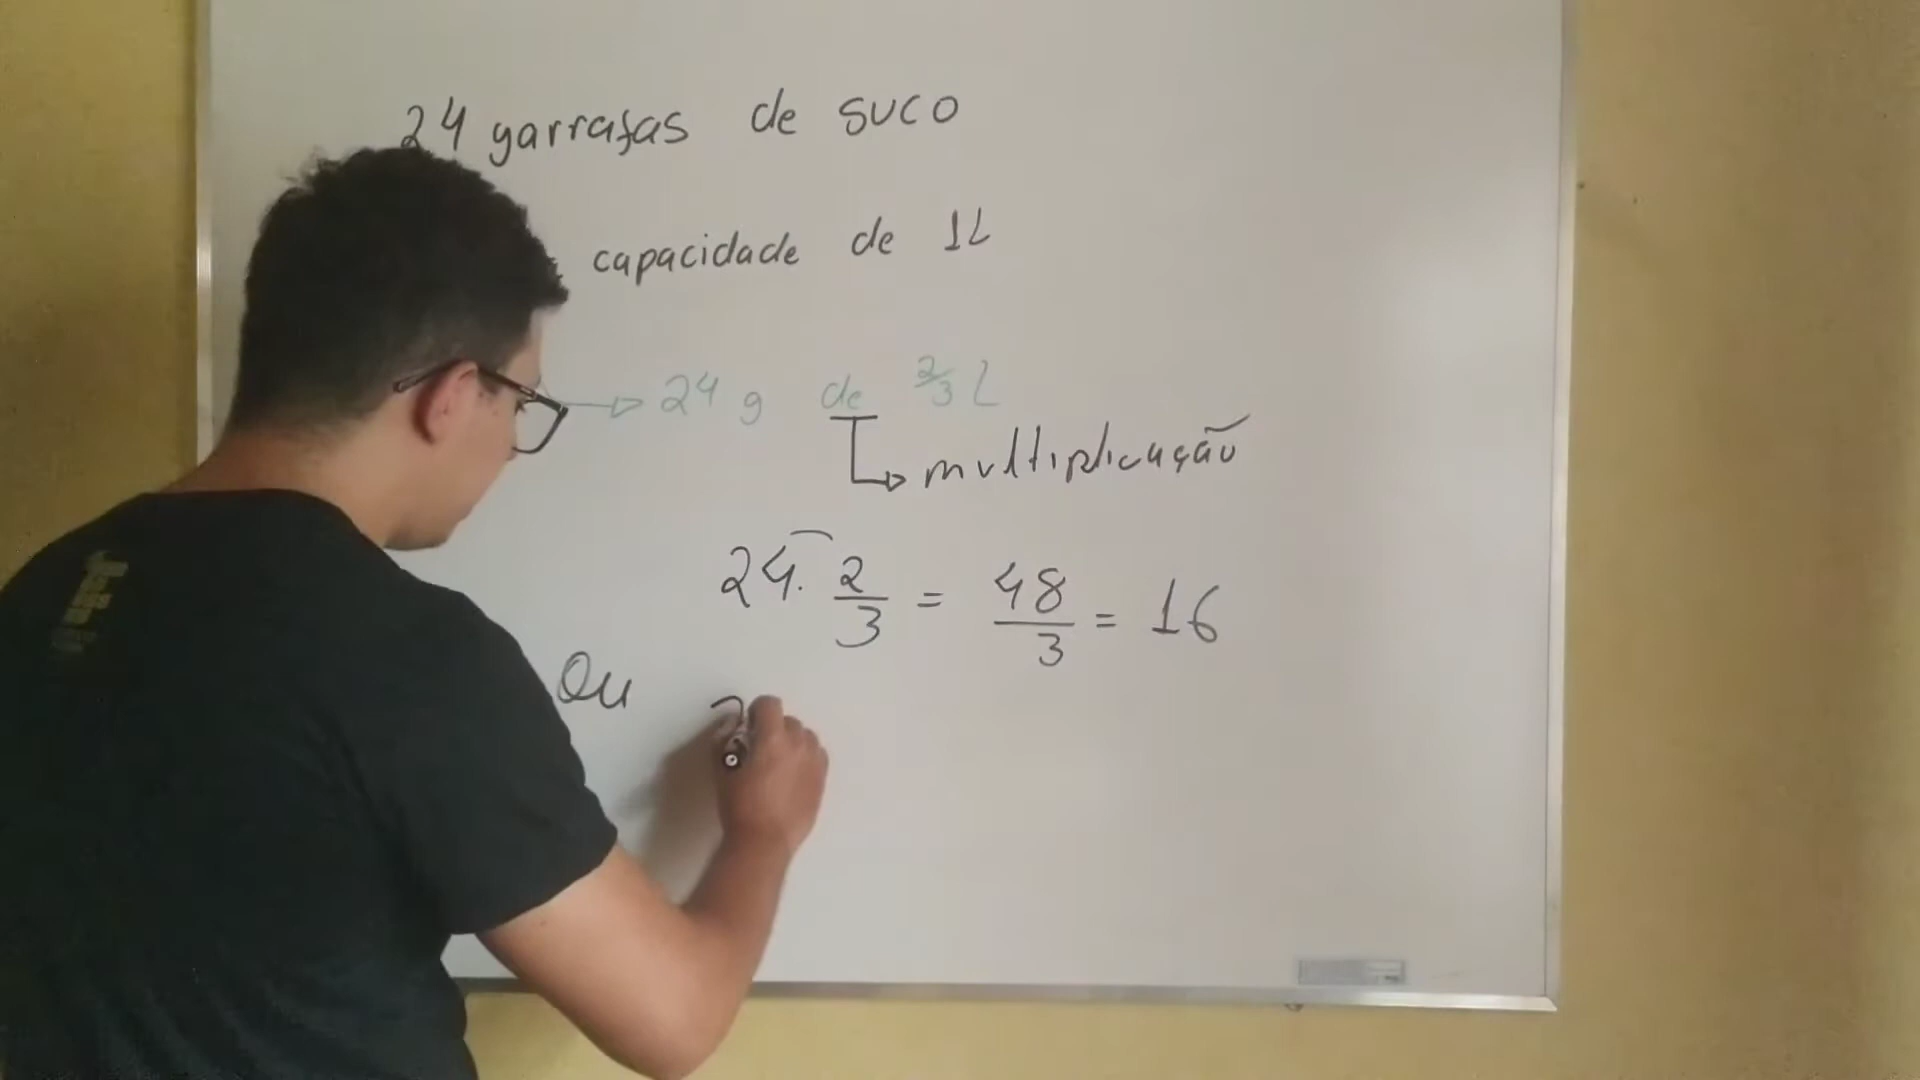 24 garrafas de suco
capacidade de 1L
24 g de 2/3 L
multiplicação
24. 2/3 = 48/3 = 16
Ou